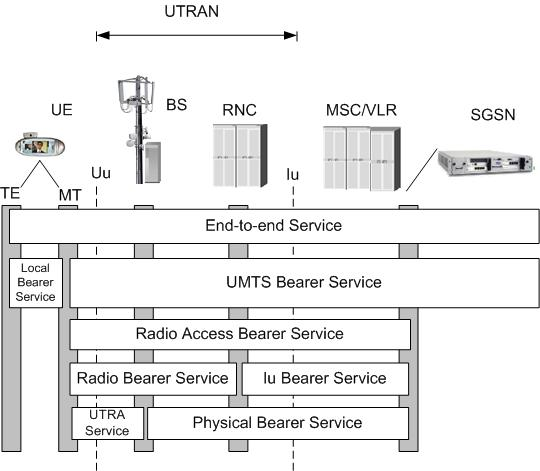 UTRAN
UE
BS
RNC
MSC/VLR
SGSN
Uu
Iu
TE
MT
End-to-end Service
Local
Bearer
Service
UMTS Bearer Service
Radio Access Bearer Service
Radio Bearer Service
Iu Bearer Service
UTRA
Service
Physical Bearer Service